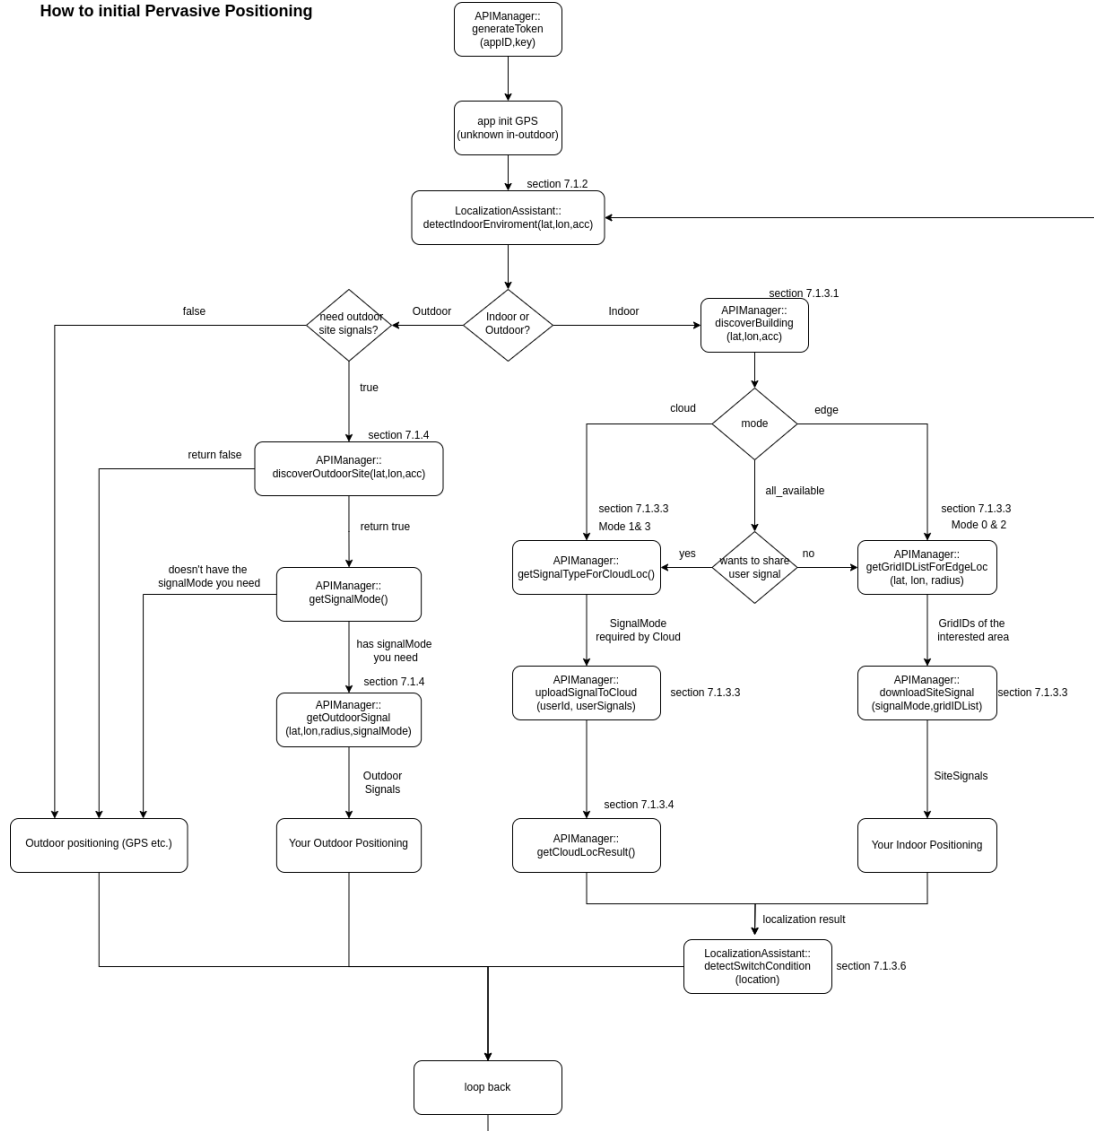 How to initial Pervasive Positioning
APIManager::
generateToken
(appID,key)
app init GPS
(unknown in-outdoor)
section 7.1.2
LocalizationAssistant::
detectIndoorEnviroment(lat,lon,acc)
false
need outdoor
site signals?
Outdoor
Indoor or
Outdoor?
Indoor
section 7.1.3.1
APIManager::
discoverBuilding
(lat,lon,acc)
true
cloud
mode
edge
section 7.1.4
return false
APIManager::
discoverOutdoorSite(lat,lon,acc)
all_available
section 7.1.3.3
Mode 1& 3
section 7.1.3.3
Mode 0 & 2
return true
doesn't have the
signalMode you need
APIManager::
getSignalMode()
APIManager::
getSignalTypeForCloudLoc()
yes
wants to share
user signal
no
APIManager::
getGridIDListForEdgeLoc
(lat, lon, radius)
has signalMode
you need
SignalMode
required by Cloud
GridIDs of the
interested area
section 7.1.4
APIManager::
getOutdoorSignal
(lat,lon,radius,signalMode)
APIManager::
uploadSignalToCloud
(userId, userSignals)
section 7.1.3.3
APIManager::
downloadSiteSignal
(signalMode,gridIDList)
section 7.1.3.3
Outdoor
Signals
SiteSignals
section 7.1.3.4
Outdoor positioning (GPS etc.)
Your Outdoor Positioning
APIManager::
getCloudLocResult()
Your Indoor Positioning
localization result
LocalizationAssistant::
detectSwitchCondition
(location)
section 7.1.3.6
loop back